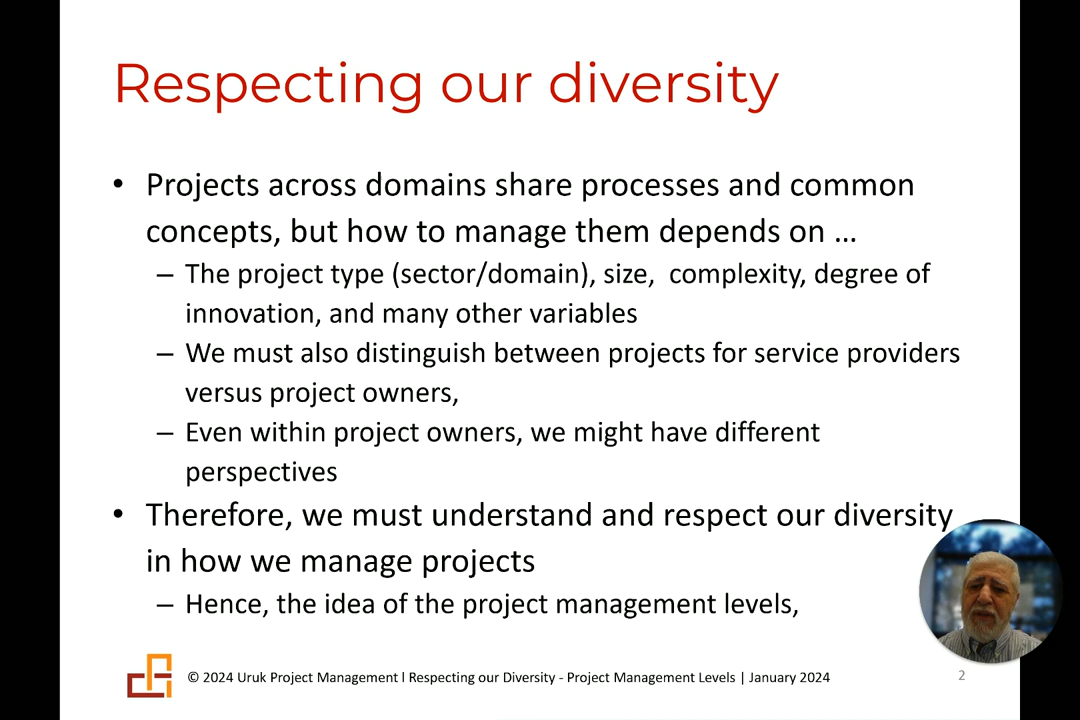 Respecting our diversity
• Projects across domains share processes and common
concepts, but how to manage them depends on ...
– The project type (sector/domain), size,  complexity, degree of
innovation, and many other variables
– We must also distinguish between projects for service providers
versus project owners,
– Even within project owners, we might have different
perspectives
• Therefore, we must understand and respect our diversity
in how we manage projects
– Hence, the idea of the project management levels,
© 2024 Uruk Project Management l Respecting our Diversity - Project Management Levels | January 2024
2